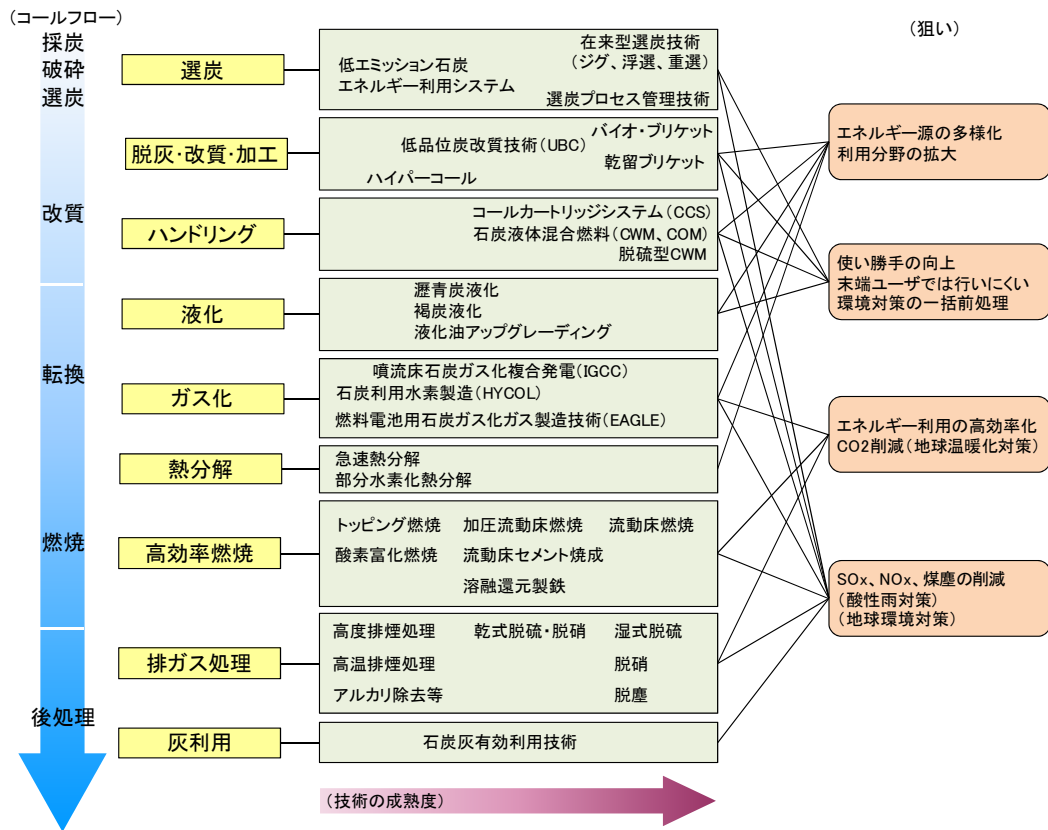 (コールフロー)
採炭
破砕
選炭
改質
転換
燃焼
後処理
選炭
低エミッション石炭
エネルギー利用システム
在来型選炭技術
(ジグ、浮選、重選)
選炭プロセス管理技術
脱灰・改質・加工
バイオ・ブリケット
低品位炭改質技術(UBC)
乾留ブリケット
ハイパーコール
ハンドリング
コールカートリッジシステム(CCS)
石炭液体混合燃料(CWM、COM)
脱硫型CWM
液化
瀝青炭液化
褐炭液化
液化油アップグレーディング
ガス化
噴流床石炭ガス化複合発電(IGCC)
石炭利用水素製造(HYCOL)
燃料電池用石炭ガス化ガス製造技術(EAGLE)
熱分解
急速熱分解
部分水素化熱分解
高効率燃焼
トッピング燃焼 加圧流動床燃焼 流動床燃焼
酸素富化燃焼 流動床セメント焼成
溶融還元製鉄
排ガス処理
高度排煙処理 乾式脱硫・脱硝 湿式脱硫
高温排煙処理 脱硝
アルカリ除去等 脱塵
灰利用
石炭灰有効利用技術
(技術の成熟度)
(狙い)
エネルギー源の多様化
利用分野の拡大
使い勝手の向上
末端ユーザでは行いにくい
環境対策の一括前処理
エネルギー利用の高効率化
CO2削減(地球温暖化対策)
SOx、NOx、煤塵の削減
(酸性雨対策)
(地球環境対策)